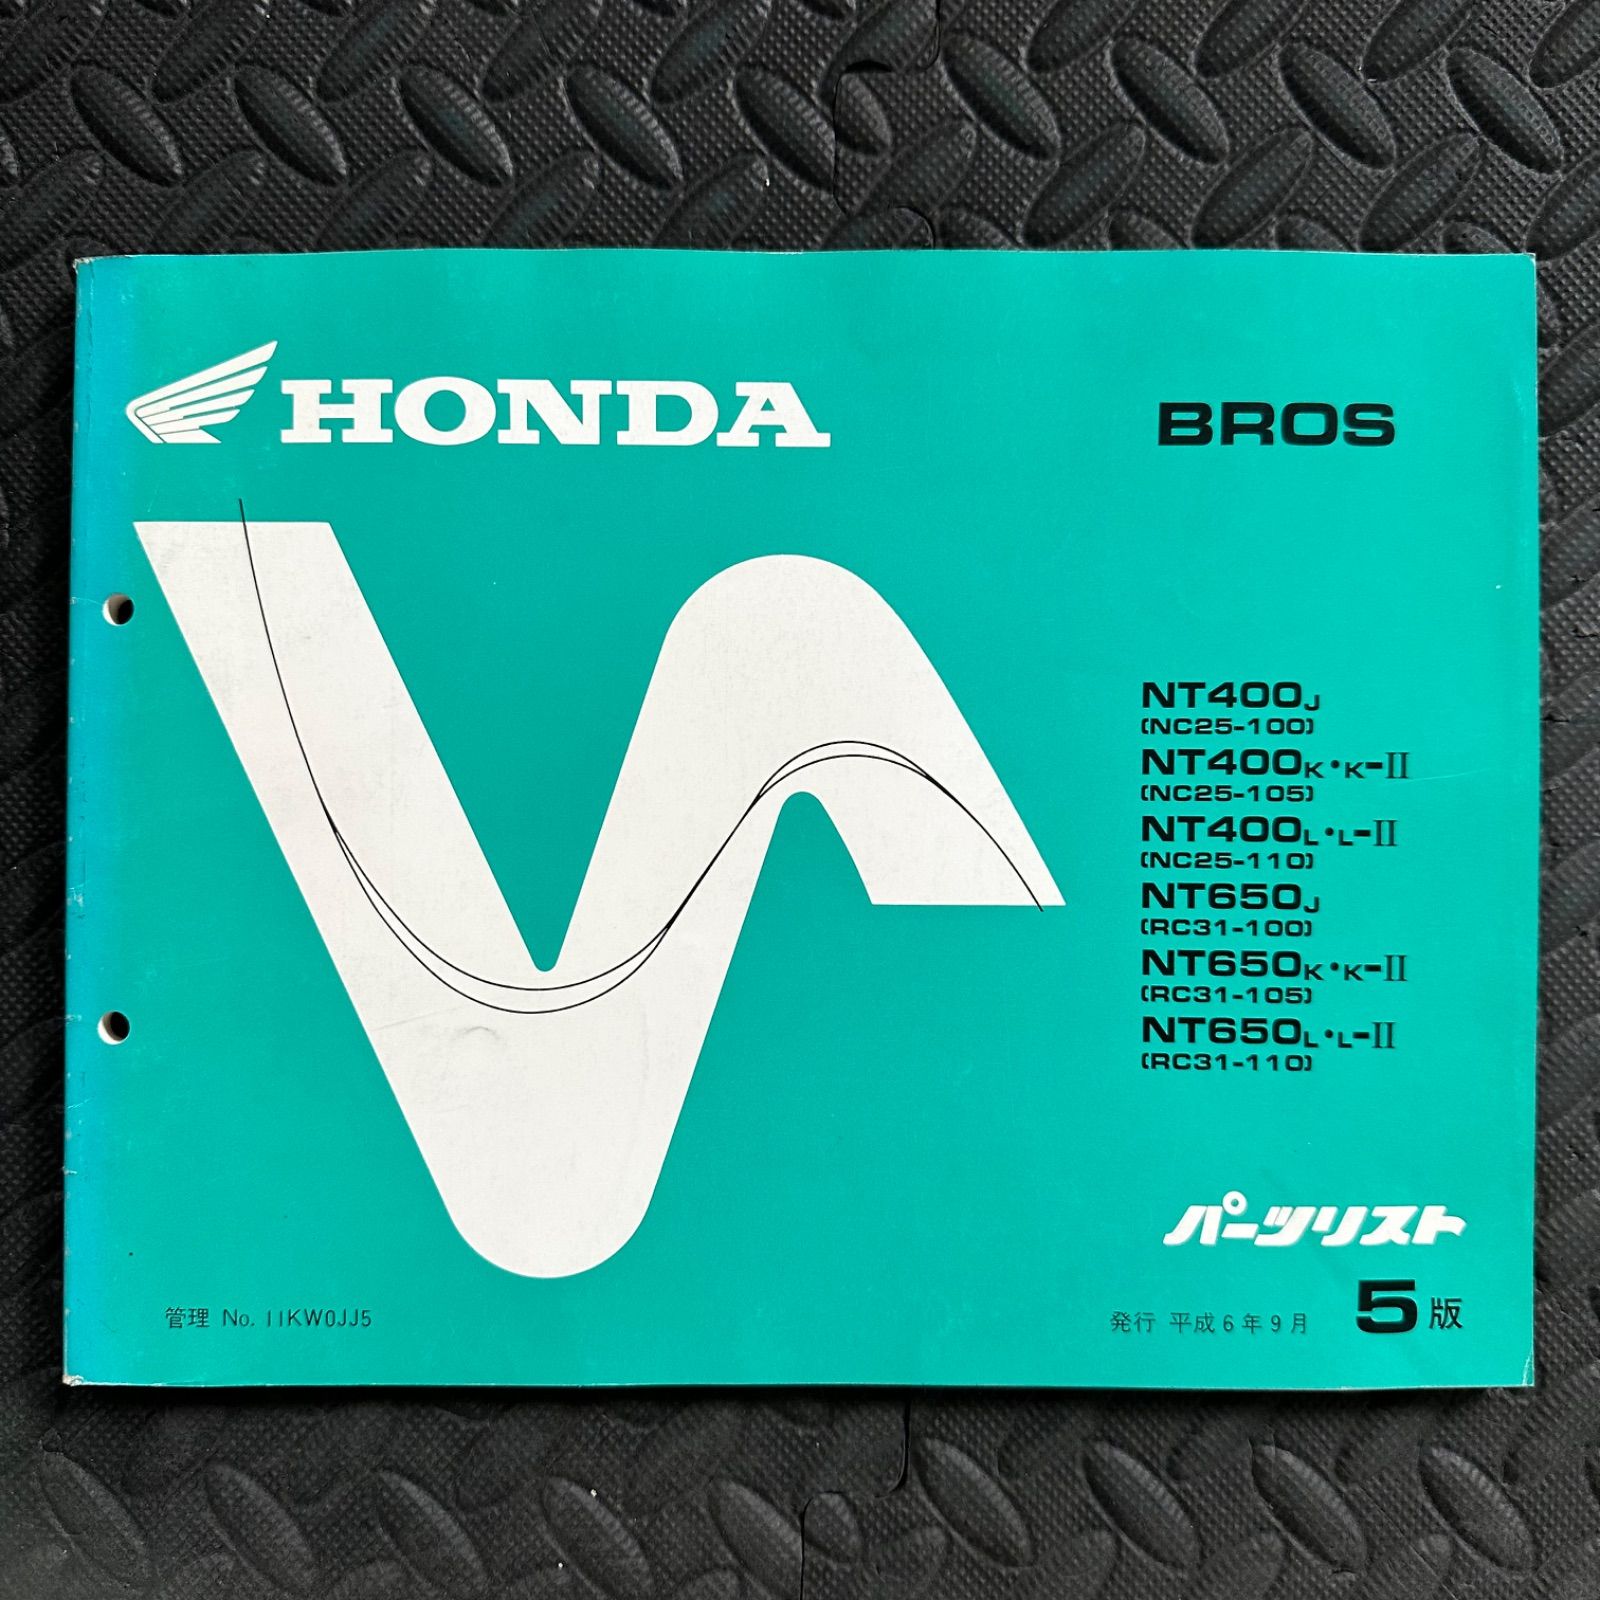 HONDA
BROS
NT400J
(NC25-100)
NT400K・K-II
(NC25-105)
NT400L・L-II
(NC25-110)
NT650J
(RC31-100)
NT650K・K-II
(RC31-105)
NT650L・L-II
(RC31-110)
パーツリスト
管理 No. 11KW0JJ5
発行 平成6年9月 5版